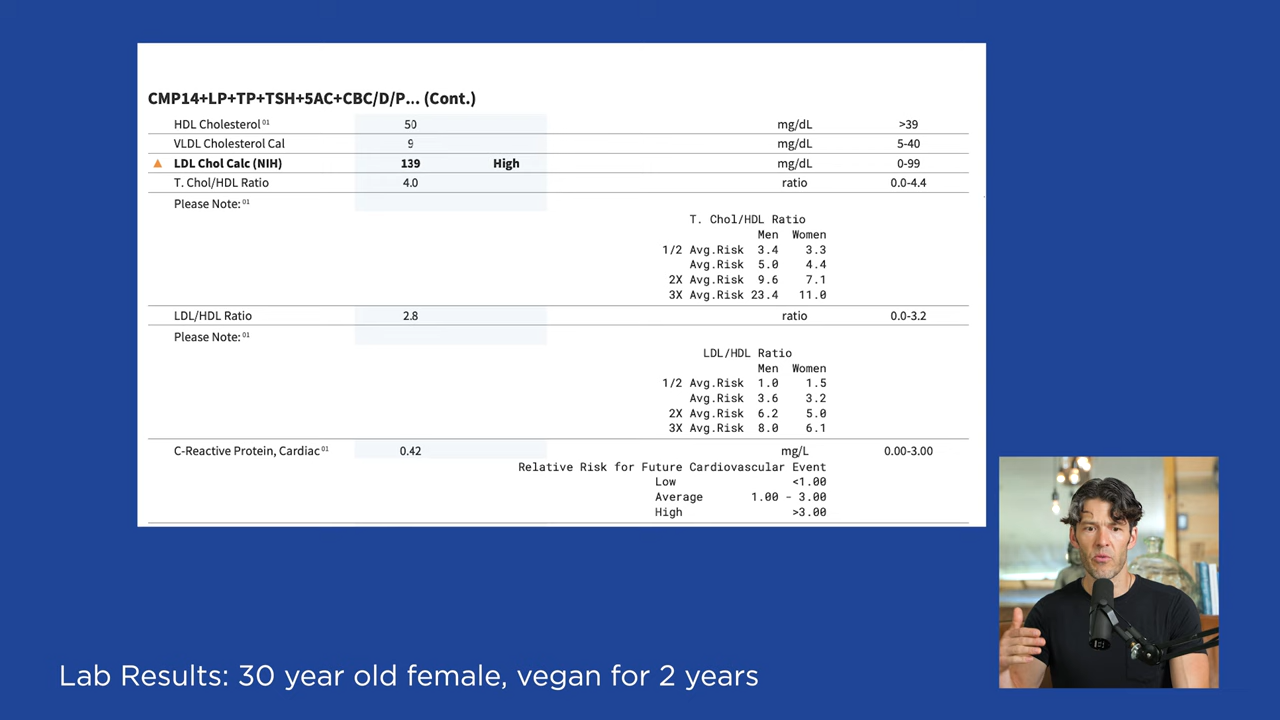 CMP14+LP+TP+TSH+5AC+CBC/D/P... (Cont.)
HDL Cholesterol 01 50 mg/dL >39
VLDL Cholesterol Cal 9 mg/dL 5-40
▲ LDL Chol Calc (NIH) 139 High mg/dL 0-99
T. Chol/HDL Ratio 4.0 ratio 0.0-4.4
Please Note: 01
T. Chol/HDL Ratio
Men Women
1/2 Avg.Risk 3.4 3.3
Avg.Risk 5.0 4.4
2X Avg.Risk 9.6 7.1
3X Avg.Risk 23.4 11.0
LDL/HDL Ratio 2.8 ratio 0.0-3.2
Please Note: 01
LDL/HDL Ratio
Men Women
1/2 Avg.Risk 1.0 1.5
Avg.Risk 3.6 3.2
2X Avg.Risk 6.2 5.0
3X Avg.Risk 8.0 6.1
C-Reactive Protein, Cardiac 01 0.42 mg/L 0.00-3.00
Relative Risk for Future Cardiovascular Event
Low <1.00
Average 1.00 - 3.00
High >3.00
Lab Results: 30 year old female, vegan for 2 years